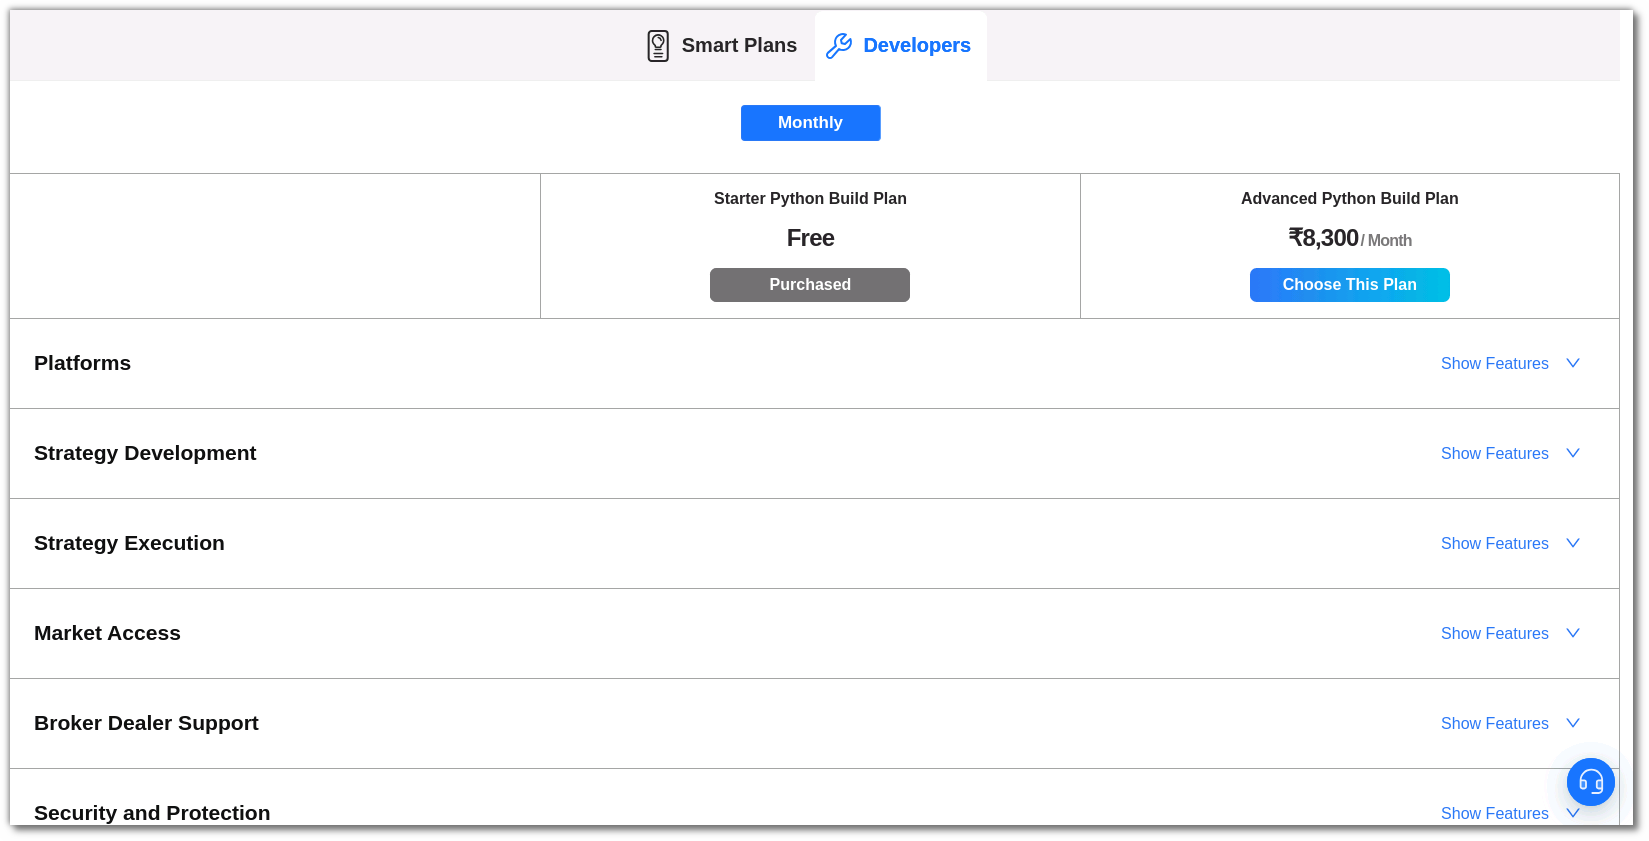 Smart Plans
Developers
Monthly
Starter Python Build Plan
Free
Purchased
Advanced Python Build Plan
₹8,300 / Month
Choose This Plan
Platforms
Show Features
Strategy Development
Show Features
Strategy Execution
Show Features
Market Access
Show Features
Broker Dealer Support
Show Features
Security and Protection
Show Features